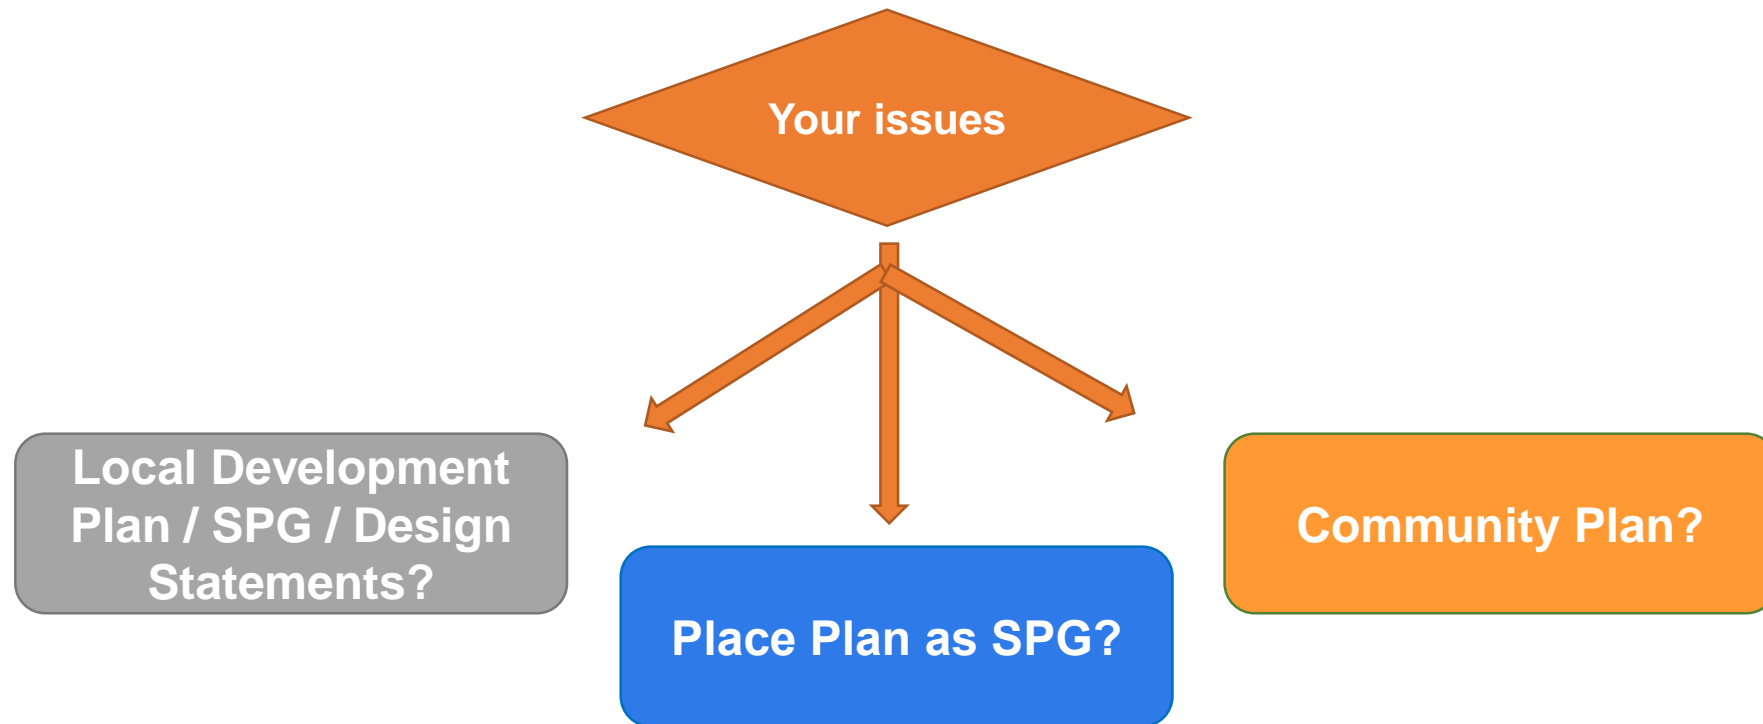 Your issues
Local Development
Plan / SPG / Design
Statements?
Place Plan as SPG?
Community Plan?